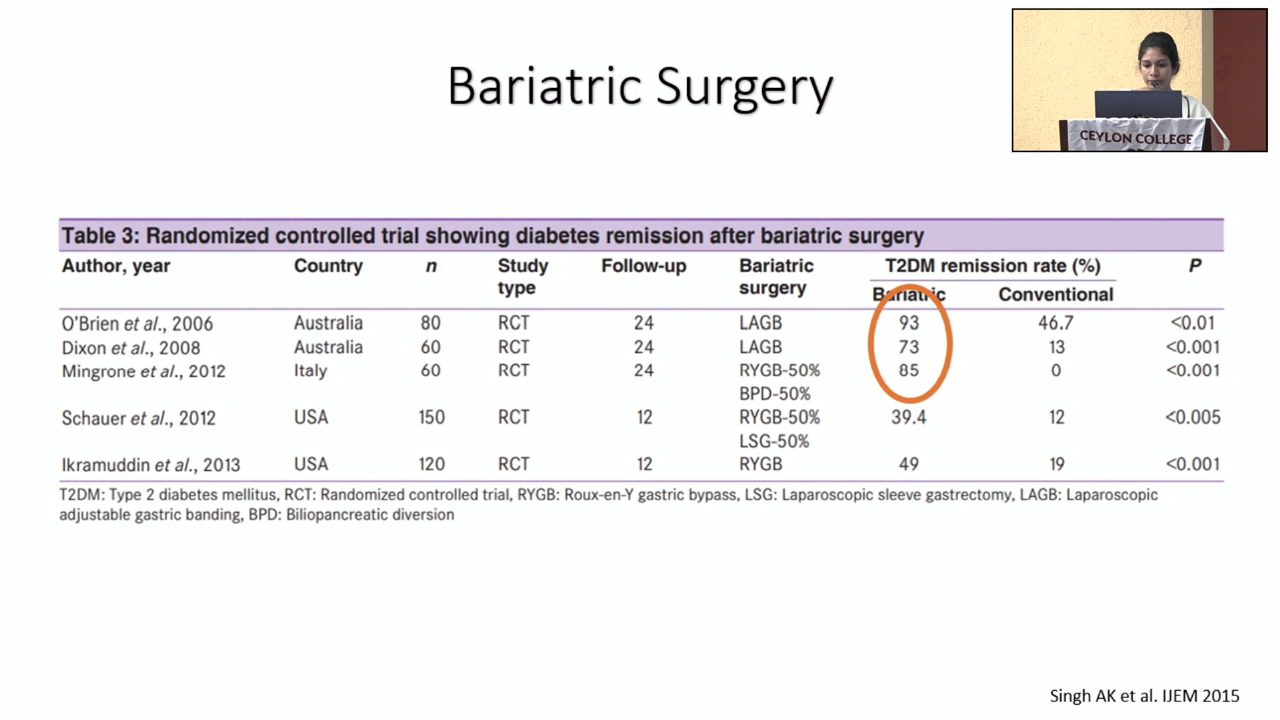 Bariatric Surgery
CEYLON COLLEGE
Table 3: Randomized controlled trial showing diabetes remission after bariatric surgery
Author, year Country n Study type Follow-up Bariatric surgery T2DM remission rate (%) P
Bariatric Conventional
O'Brien et al., 2006 Australia 80 RCT 24 LAGB 93 46.7 <0.01
Dixon et al., 2008 Australia 60 RCT 24 LAGB 73 13 <0.001
Mingrone et al., 2012 Italy 60 RCT 24 RYGB-50% 85 0 <0.001
BPD-50%
Schauer et al., 2012 USA 150 RCT 12 RYGB-50% 39.4 12 <0.005
LSG-50%
Ikramuddin et al., 2013 USA 120 RCT 12 RYGB 49 19 <0.001
T2DM: Type 2 diabetes mellitus, RCT: Randomized controlled trial, RYGB: Roux-en-Y gastric bypass, LSG: Laparoscopic sleeve gastrectomy, LAGB: Laparoscopic
adjustable gastric banding, BPD: Biliopancreatic diversion
Singh AK et al. IJEM 2015